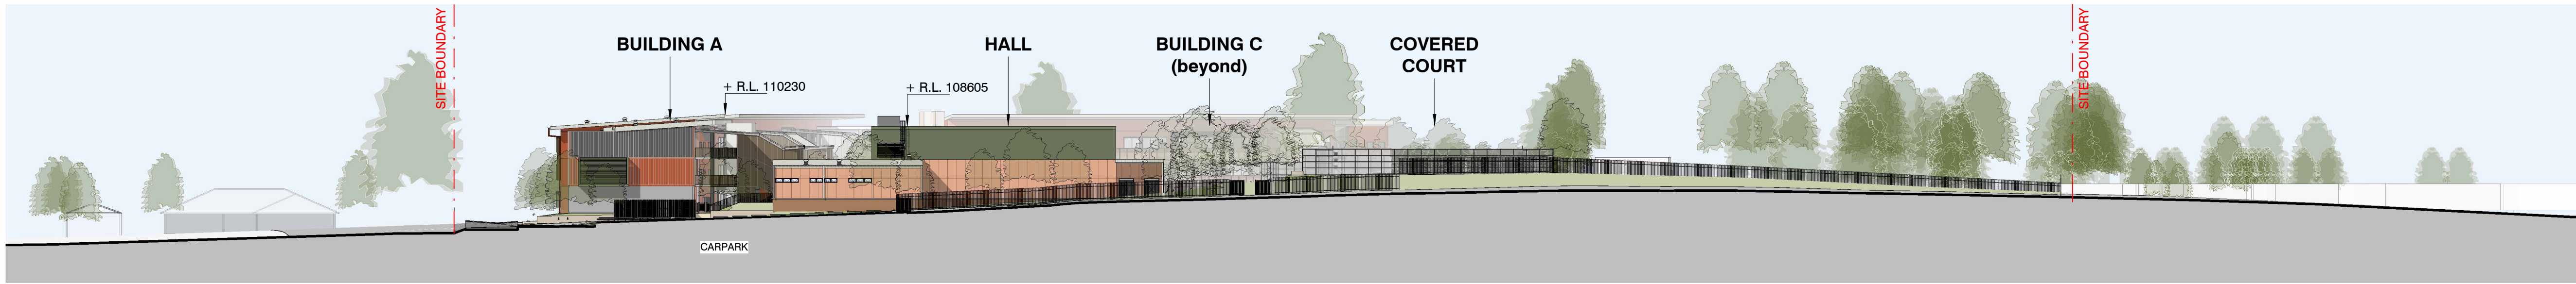 SITE BOUNDARY
BUILDING A
+ R.L. 110230
HALL
+ R.L. 108605
BUILDING C
(beyond)
COVERED
COURT
SITE BOUNDARY
CARPARK